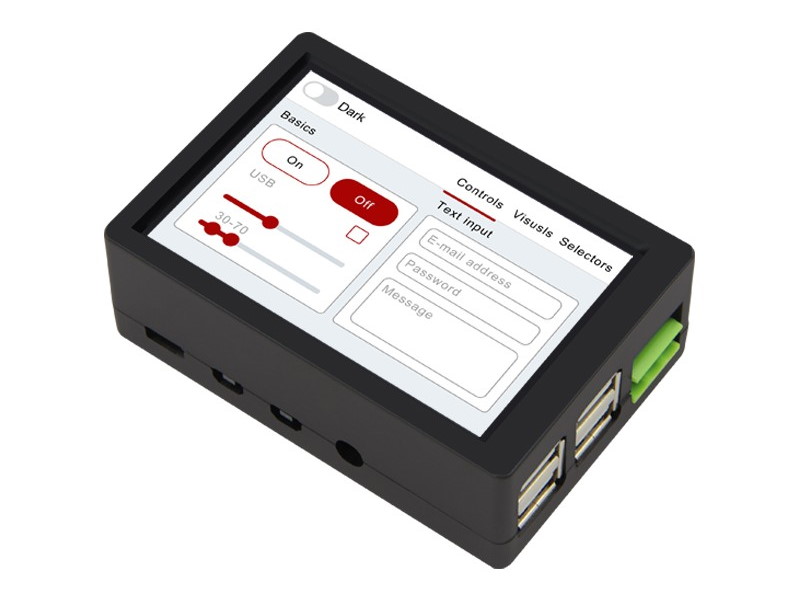 Dark
Controls
Visusls
Selectors
Basics
On
Off
USB
30-70
Text input
E-mail address
Password
Message